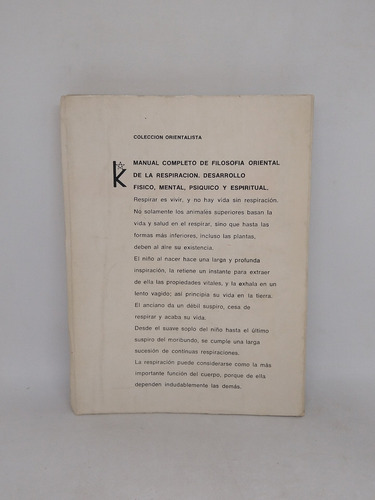 COLECCION ORIENTALISTA
k
MANUAL COMPLETO DE FILOSOFIA ORIENTAL
DE LA RESPIRACION. DESARROLLO
FISICO, MENTAL, PSIQUICO Y ESPIRITUAL.
Respirar es vivir, y no hay vida sin respiración.
No solamente los animales superiores basan la
vida y salud en el respirar, sino que hasta las
formas más inferiores, incluso las plantas,
deben al aire su existencia.
El niño al nacer hace una larga y profunda
inspiración, la retiene un instante para extraer
de ella las propiedades vitales, y la exhala en un
lento vagido; así principia su vida en la tierra.
El anciano da un débil suspiro, cesa de
respirar y acaba su vida.
Desde el suave soplo del niño hasta el último
suspiro del moribundo, se cumple una larga
sucesión de contínuas respiraciones.
La respiración puede considerarse como la más
importante función del cuerpo, porque de ella
dependen indudablemente las demás.